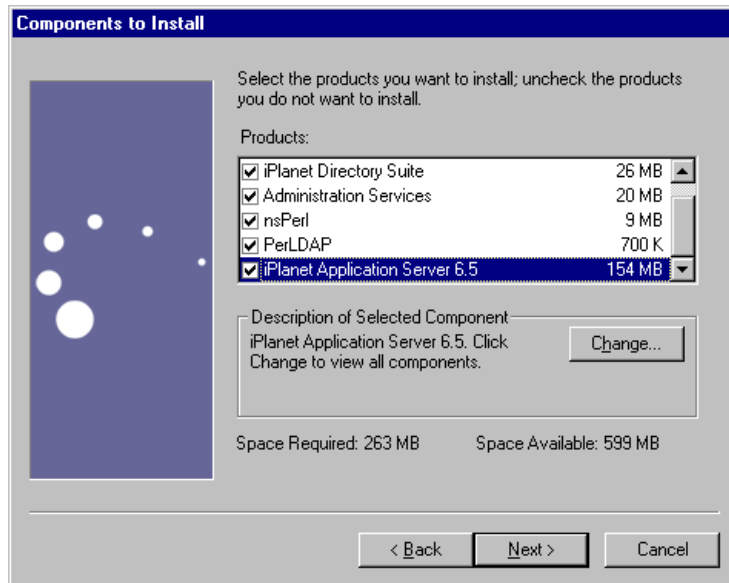 Components to Install
Select the products you want to install; uncheck the products
you do not want to install.
Products:
iPlanet Directory Suite 26 MB
Administration Services 20 MB
nsPerl 9 MB
PerLDAP 700 K
iPlanet Application Server 6.5 154 MB
Description of Selected Component
iPlanet Application Server 6.5. Click
Change to view all components.
Change...
Space Required: 263 MB Space Available: 599 MB
< Back Next > Cancel